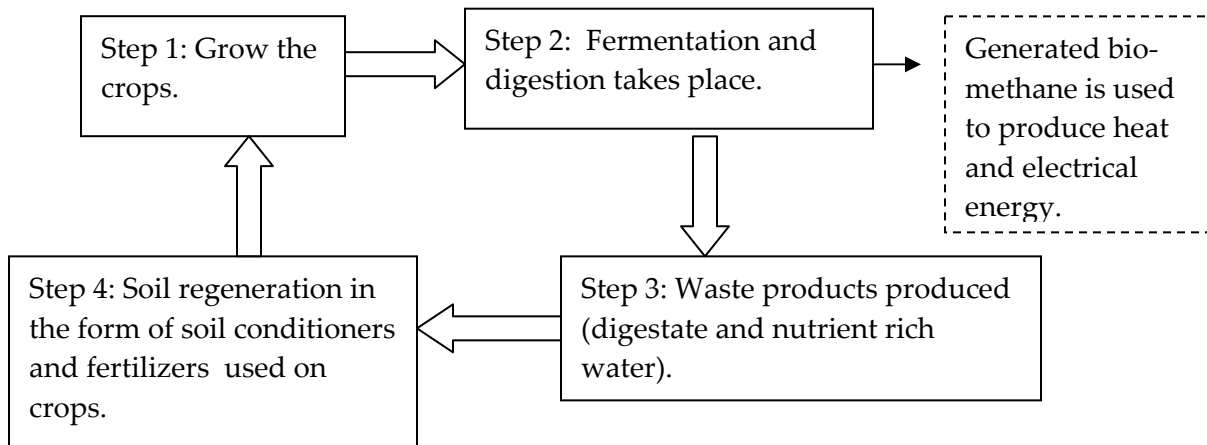 Step 1: Grow the
crops.
Step 2: Fermentation and
digestion takes place.
Generated bio-
methane is used
to produce heat
and electrical
energy.
Step 3: Waste products produced
(digestate and nutrient rich
water).
Step 4: Soil regeneration in
the form of soil conditioners
and fertilizers used on
crops.